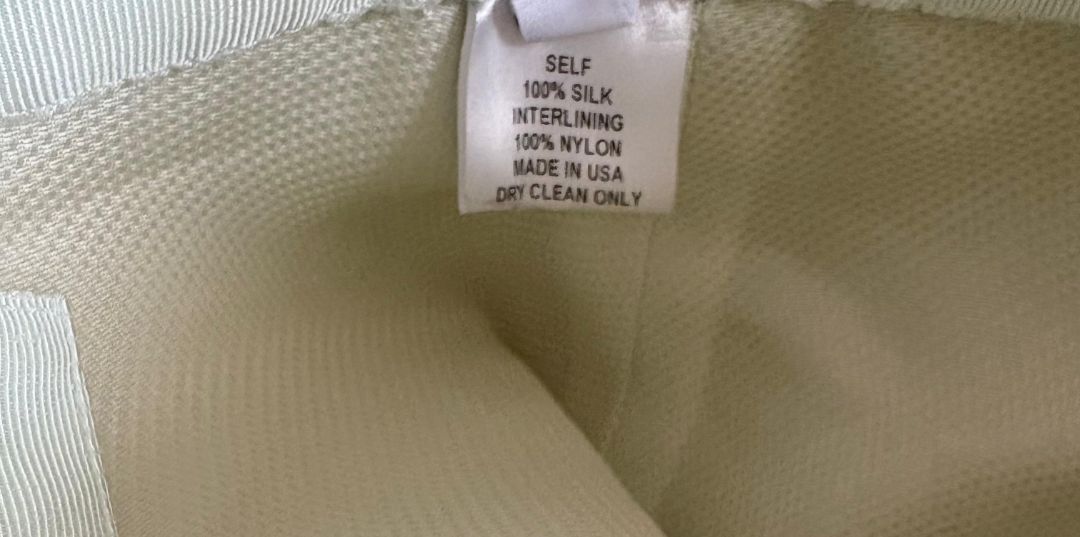 SELF
100% SILK
INTERLINING
100% NYLON
MADE IN USA
DRY CLEAN ONLY